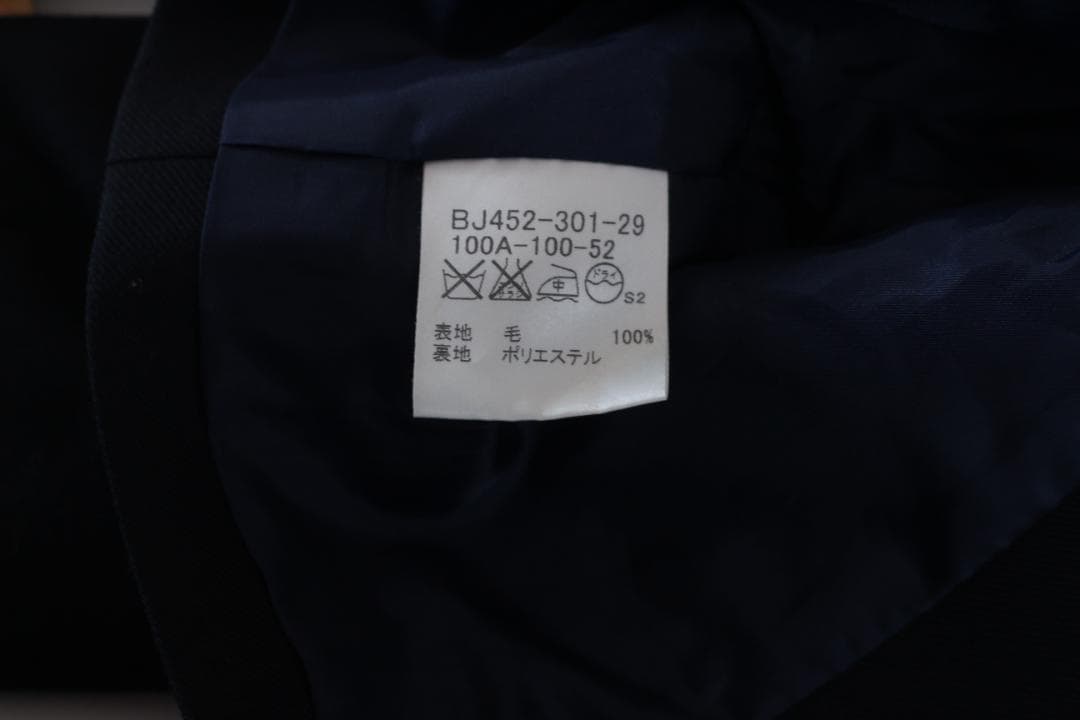 BJ452-301-29
100A-100-52
中 ドライ S2
表地 毛 100%
裏地 ポリエステル